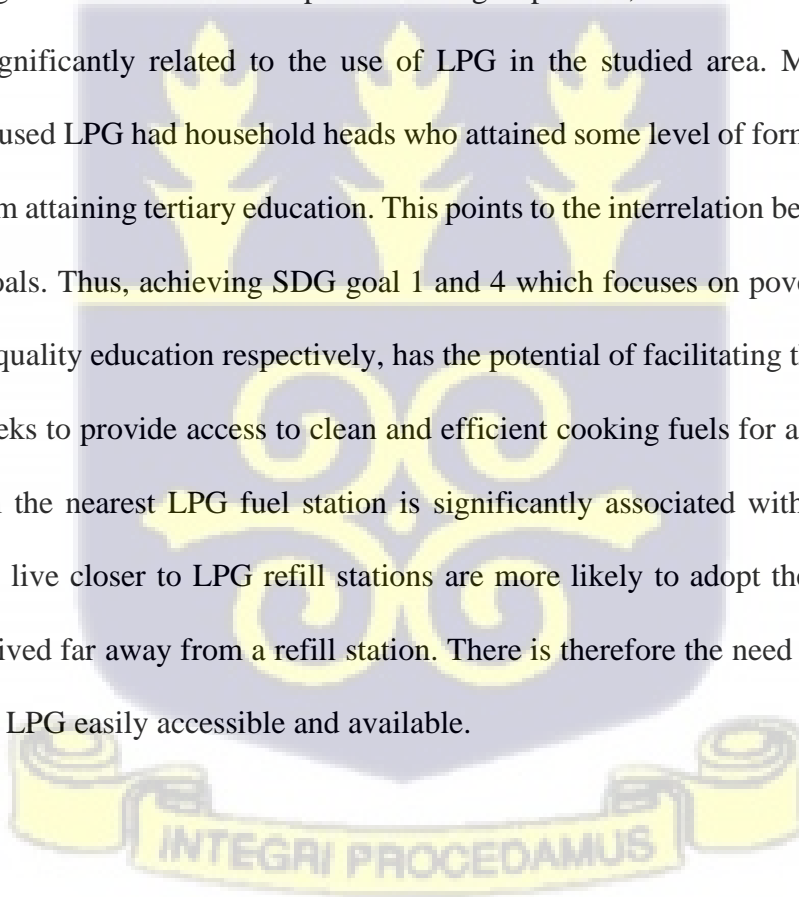 gnificantly related to the use of LPG in the studied area. M
used LPG had household heads who attained some level of form
m attaining tertiary education. This points to the interrelation be
oals. Thus, achieving SDG goal 1 and 4 which focuses on pove
quality education respectively, has the potential of facilitating t
eks to provide access to clean and efficient cooking fuels for a
the nearest LPG fuel station is significantly associated with
live closer to LPG refill stations are more likely to adopt the
ived far away from a refill station. There is therefore the need
LPG easily accessible and available.
INTEGRI PROCEDAMUS